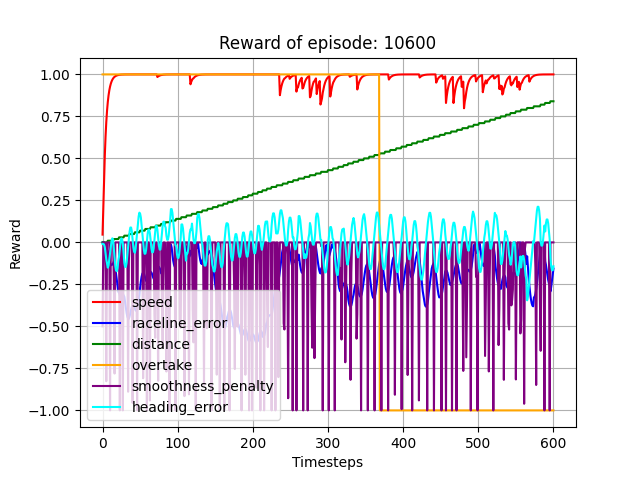 Reward of episode: 10600
Reward
1.00
0.75
0.50
0.25
0.00
−0.25
−0.50
−0.75
−1.00
speed
raceline_error
distance
overtake
smoothness_penalty
heading_error
0 100 200 300 400 500 600
Timesteps